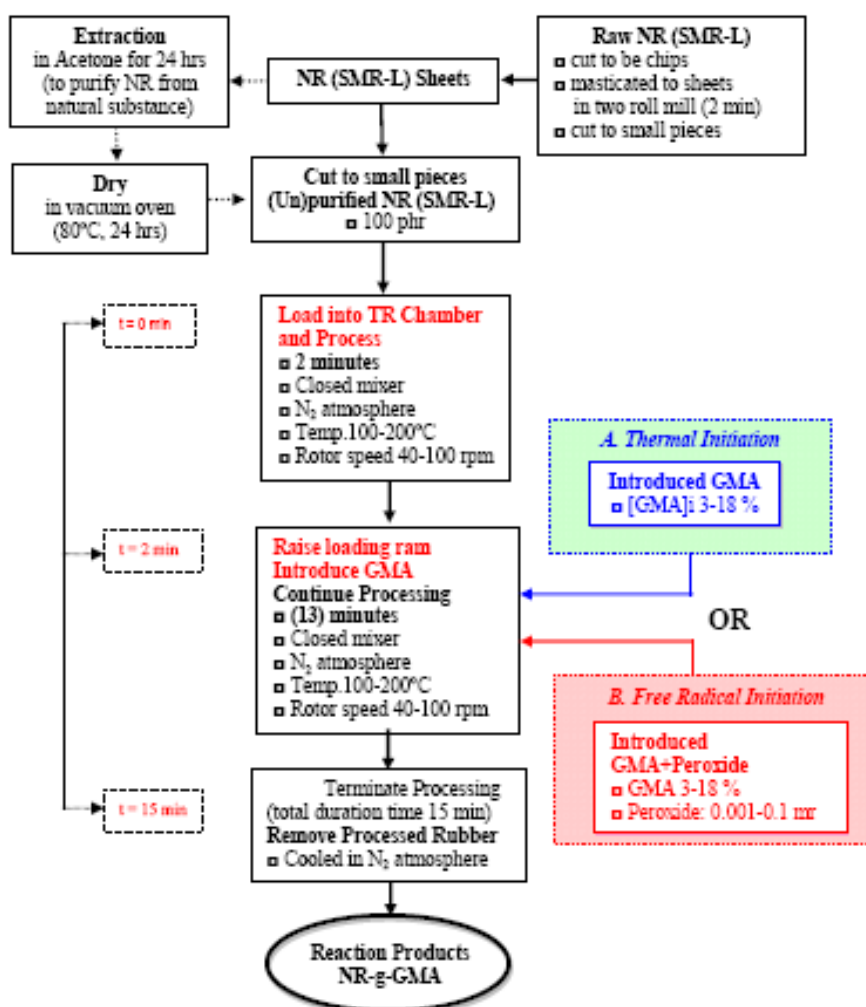 Extraction
in Acetone for 24 hrs
(to purify NR from
natural substance)
NR (SMR-L) Sheets
Raw NR (SMR-L)
cut to be chips
masticated to sheets
in two roll mill (2 min)
cut to small pieces
Dry
in vacuum oven
(80ºC, 24 hrs)
Cut to small pieces
(Un)purified NR (SMR-L)
100 phr
t = 0 min
Load into TR Chamber
and Process
2 minutes
Closed mixer
N₂ atmosphere
Temp.100-200ºC
Rotor speed 40-100 rpm
A. Thermal Initiation
Introduced GMA
[GMA]i 3-18 %
t = 2 min
Raise loading ram
Introduce GMA
Continue Processing
(13) minutes
Closed mixer
N₂ atmosphere
Temp.100-200ºC
Rotor speed 40-100 rpm
OR
B. Free Radical Initiation
Introduced
GMA+Peroxide
GMA 3-18 %
Peroxide: 0.001-0.1 mr
t = 15 min
Terminate Processing
(total duration time 15 min)
Remove Processed Rubber
Cooled in N₂ atmosphere
Reaction Products
NR-g-GMA